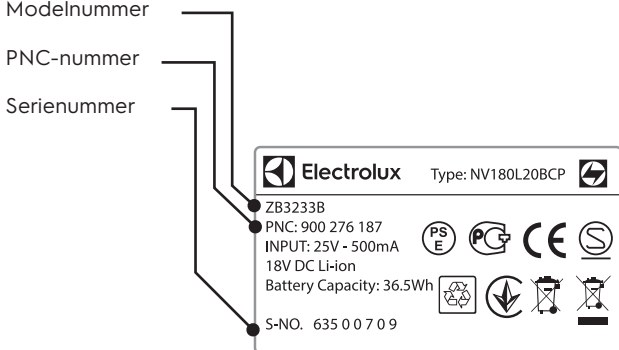 Modelnummer
PNC-nummer
Serienummer
Electrolux Type: NV180L20BCP
ZB3233B
PNC: 900 276 187
INPUT: 25V - 500mA
18V DC Li-ion
Battery Capacity: 36.5Wh
PS
E
PG
CE
S
S-NO. 635 0 0 7 0 9